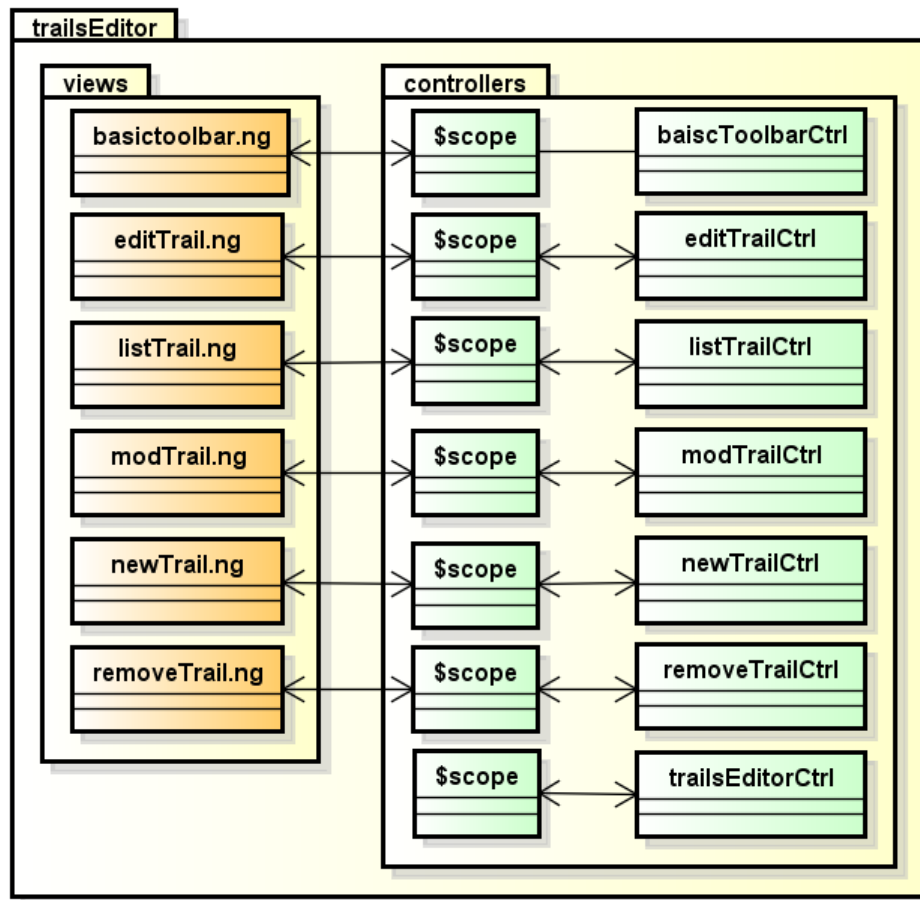 trailsEditor
views
controllers
basictoolbar.ng
$scope
baiscToolbarCtrl
editTrail.ng
$scope
editTrailCtrl
listTrail.ng
$scope
listTrailCtrl
modTrail.ng
$scope
modTrailCtrl
newTrail.ng
$scope
newTrailCtrl
removeTrail.ng
$scope
removeTrailCtrl
$scope
trailsEditorCtrl